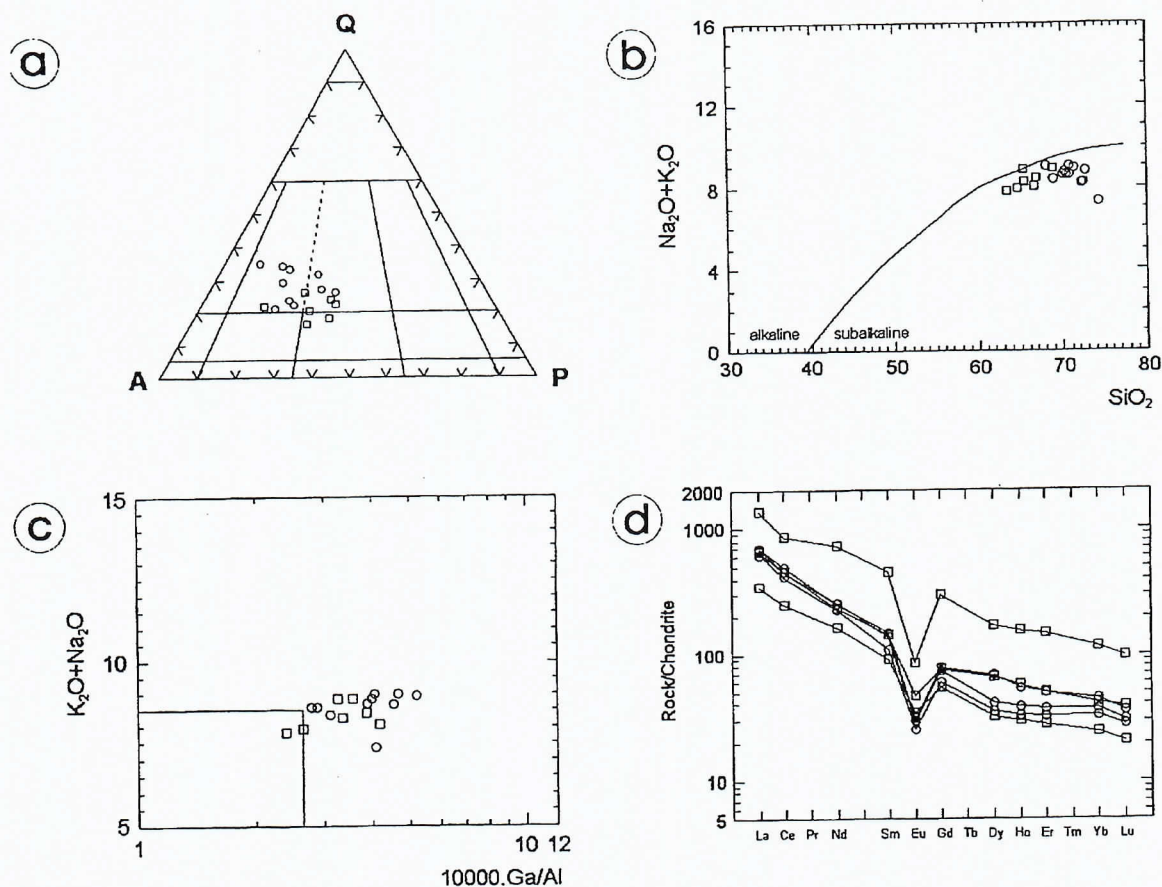 a
Q
A
P
b
16
12
8
4
0
Na₂O+K₂O
alkaline
subalkaline
30
40
50
60
70
80
SiO₂
c
15
10
5
K₂O+Na₂O
1
10 12
10000.Ga/Al
d
2000
1000
100
10
5
Rock/Chondrite
La Ce Pr Nd Sm Eu Gd Tb Dy Ho Er Tm Yb Lu